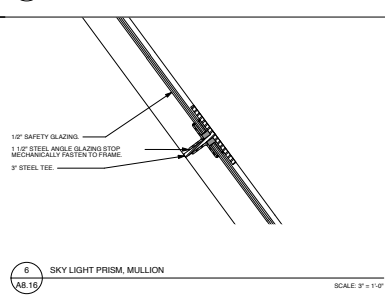 1/2" SAFETY GLAZING.
1 1/2" STEEL ANGLE GLAZING STOP
MECHANICALLY FASTEN TO FRAME.
3" STEEL TEE.
6
A8.16
SKY LIGHT PRISM, MULLION
SCALE: 3" = 1'-0"